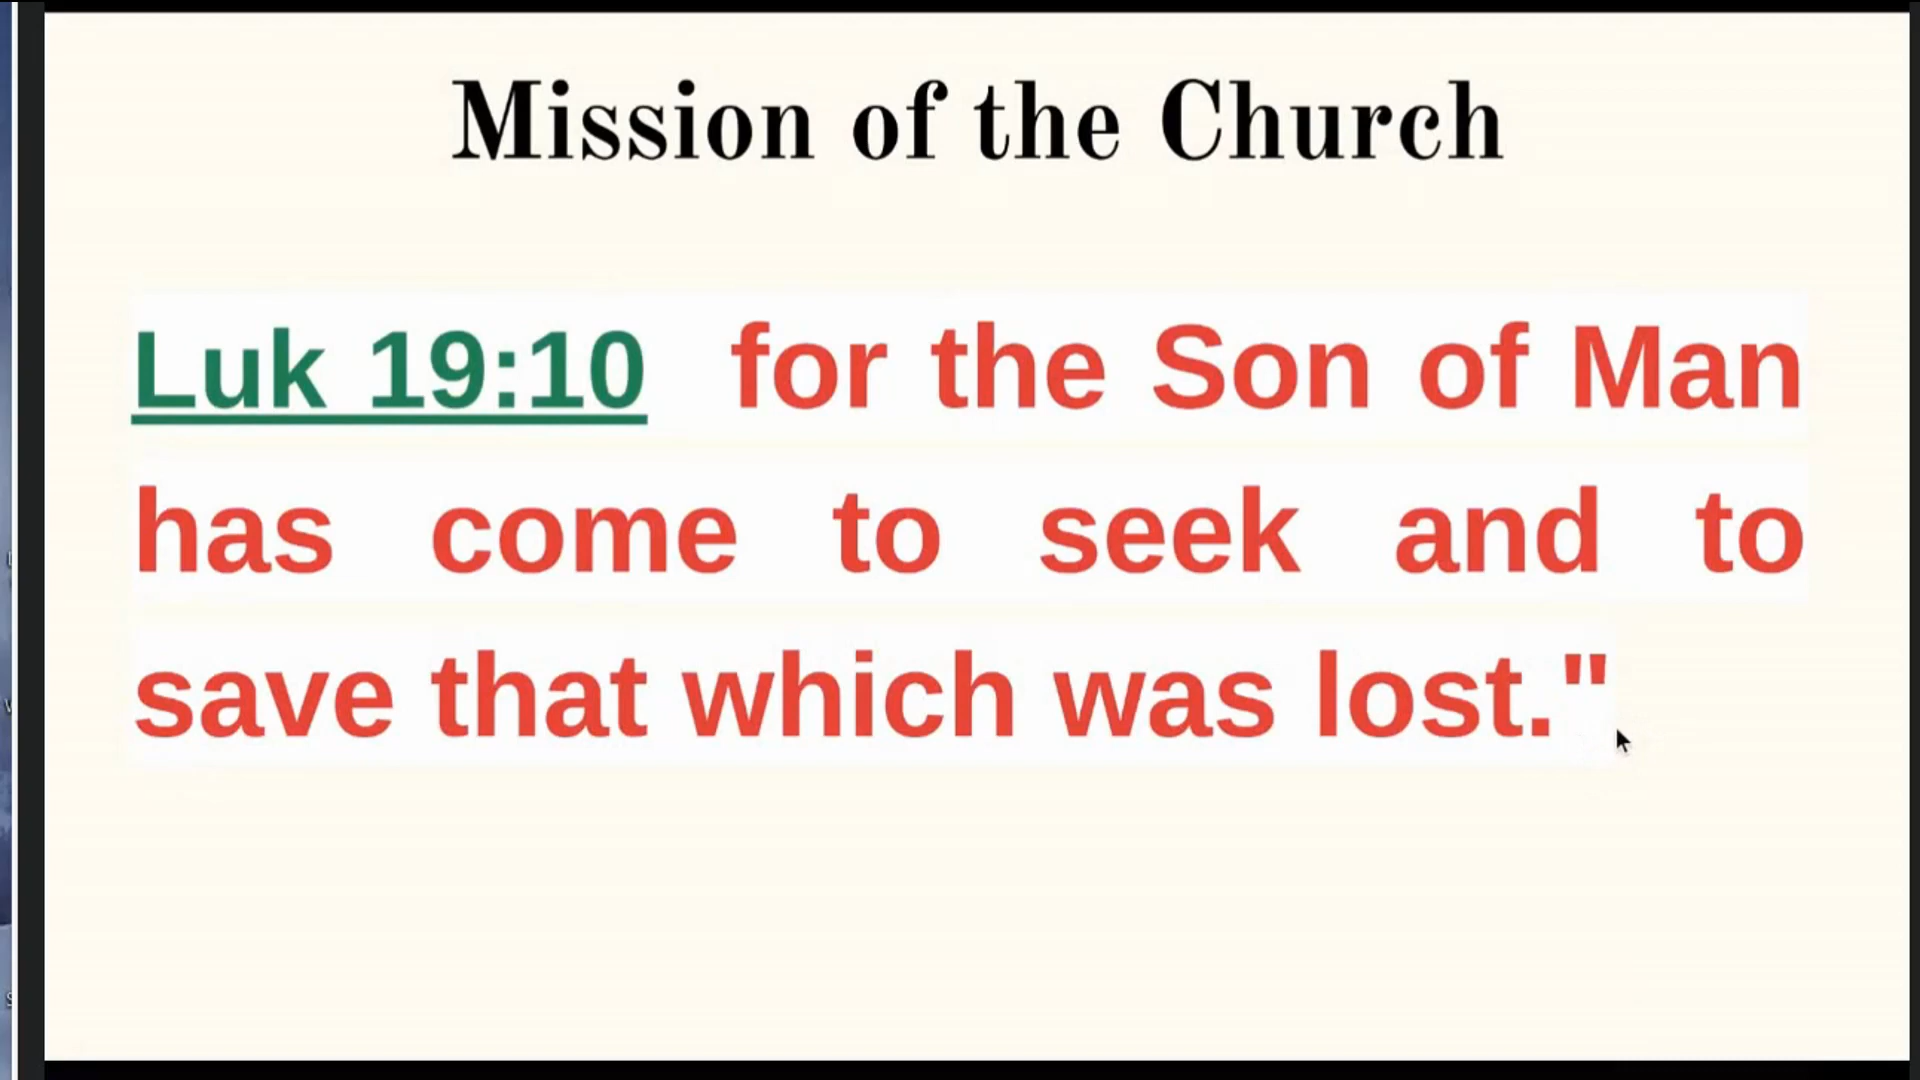 Mission of the Church
Luk 19:10 for the Son of Man
has come to seek and to
save that which was lost."